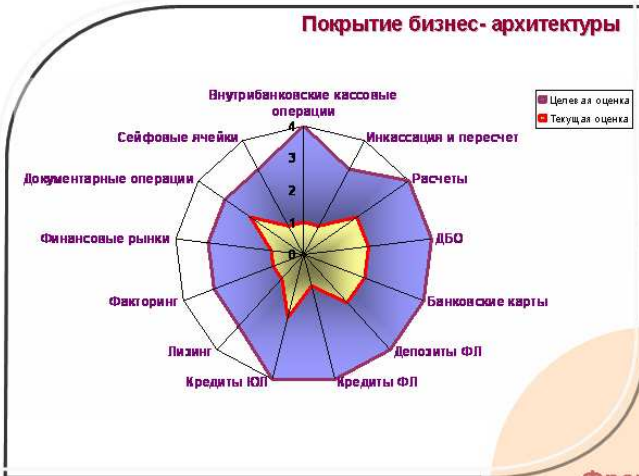 Покрытие бизнес- архитектуры
Внутрибанковские кассовые
операции
Целевая оценка
Текущая оценка
4
3
2
1
0
Сейфовые ячейки
Инкассация и пересчет
Документарные операции
Расчеты
Финансовые рынки
ДБО
Факторинг
Банковские карты
Лизинг
Депозиты ФЛ
Кредиты ЮЛ
Кредиты ФЛ